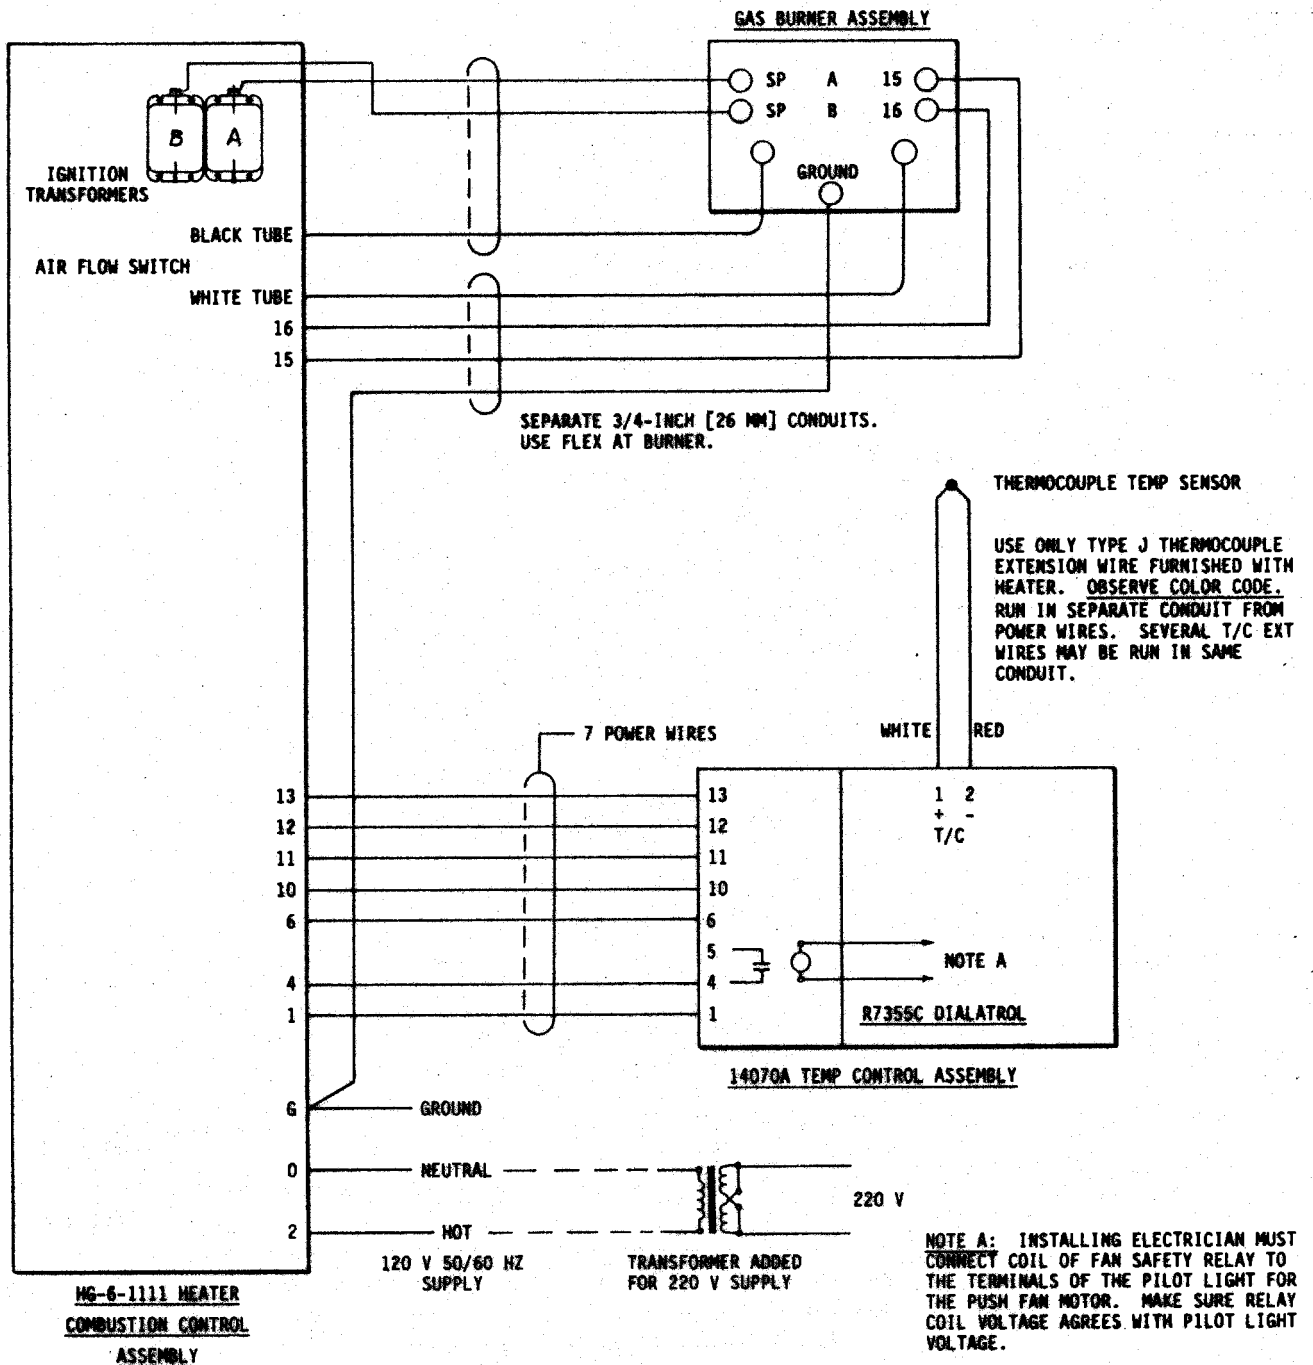 GAS BURNER ASSEMBLY
SP A 15
SP B 16
GROUND
B A
IGNITION
TRANSFORMERS
BLACK TUBE
AIR FLOW SWITCH
WHITE TUBE
16
15
SEPARATE 3/4-INCH [26 MM] CONDUITS.
USE FLEX AT BURNER.
THERMOCOUPLE TEMP SENSOR
USE ONLY TYPE J THERMOCOUPLE
EXTENSION WIRE FURNISHED WITH
HEATER. OBSERVE COLOR CODE.
RUN IN SEPARATE CONDUIT FROM
POWER WIRES. SEVERAL T/C EXT
WIRES MAY BE RUN IN SAME
CONDUIT.
7 POWER WIRES
WHITE RED
13
12
11
10
6
4
1
13
12
11
10
6
5
4
1
1 2
+ -
T/C
NOTE A
R7355C DIALATROL
14070A TEMP CONTROL ASSEMBLY
G GROUND
0 NEUTRAL
2 HOT
120 V 50/60 HZ
SUPPLY
TRANSFORMER ADDED
FOR 220 V SUPPLY
220 V
NOTE A: INSTALLING ELECTRICIAN MUST
CONNECT COIL OF FAN SAFETY RELAY TO
THE TERMINALS OF THE PILOT LIGHT FOR
THE PUSH FAN MOTOR. MAKE SURE RELAY
COIL VOLTAGE AGREES WITH PILOT LIGHT
VOLTAGE.
HG-6-1111 HEATER
COMBUSTION CONTROL
ASSEMBLY